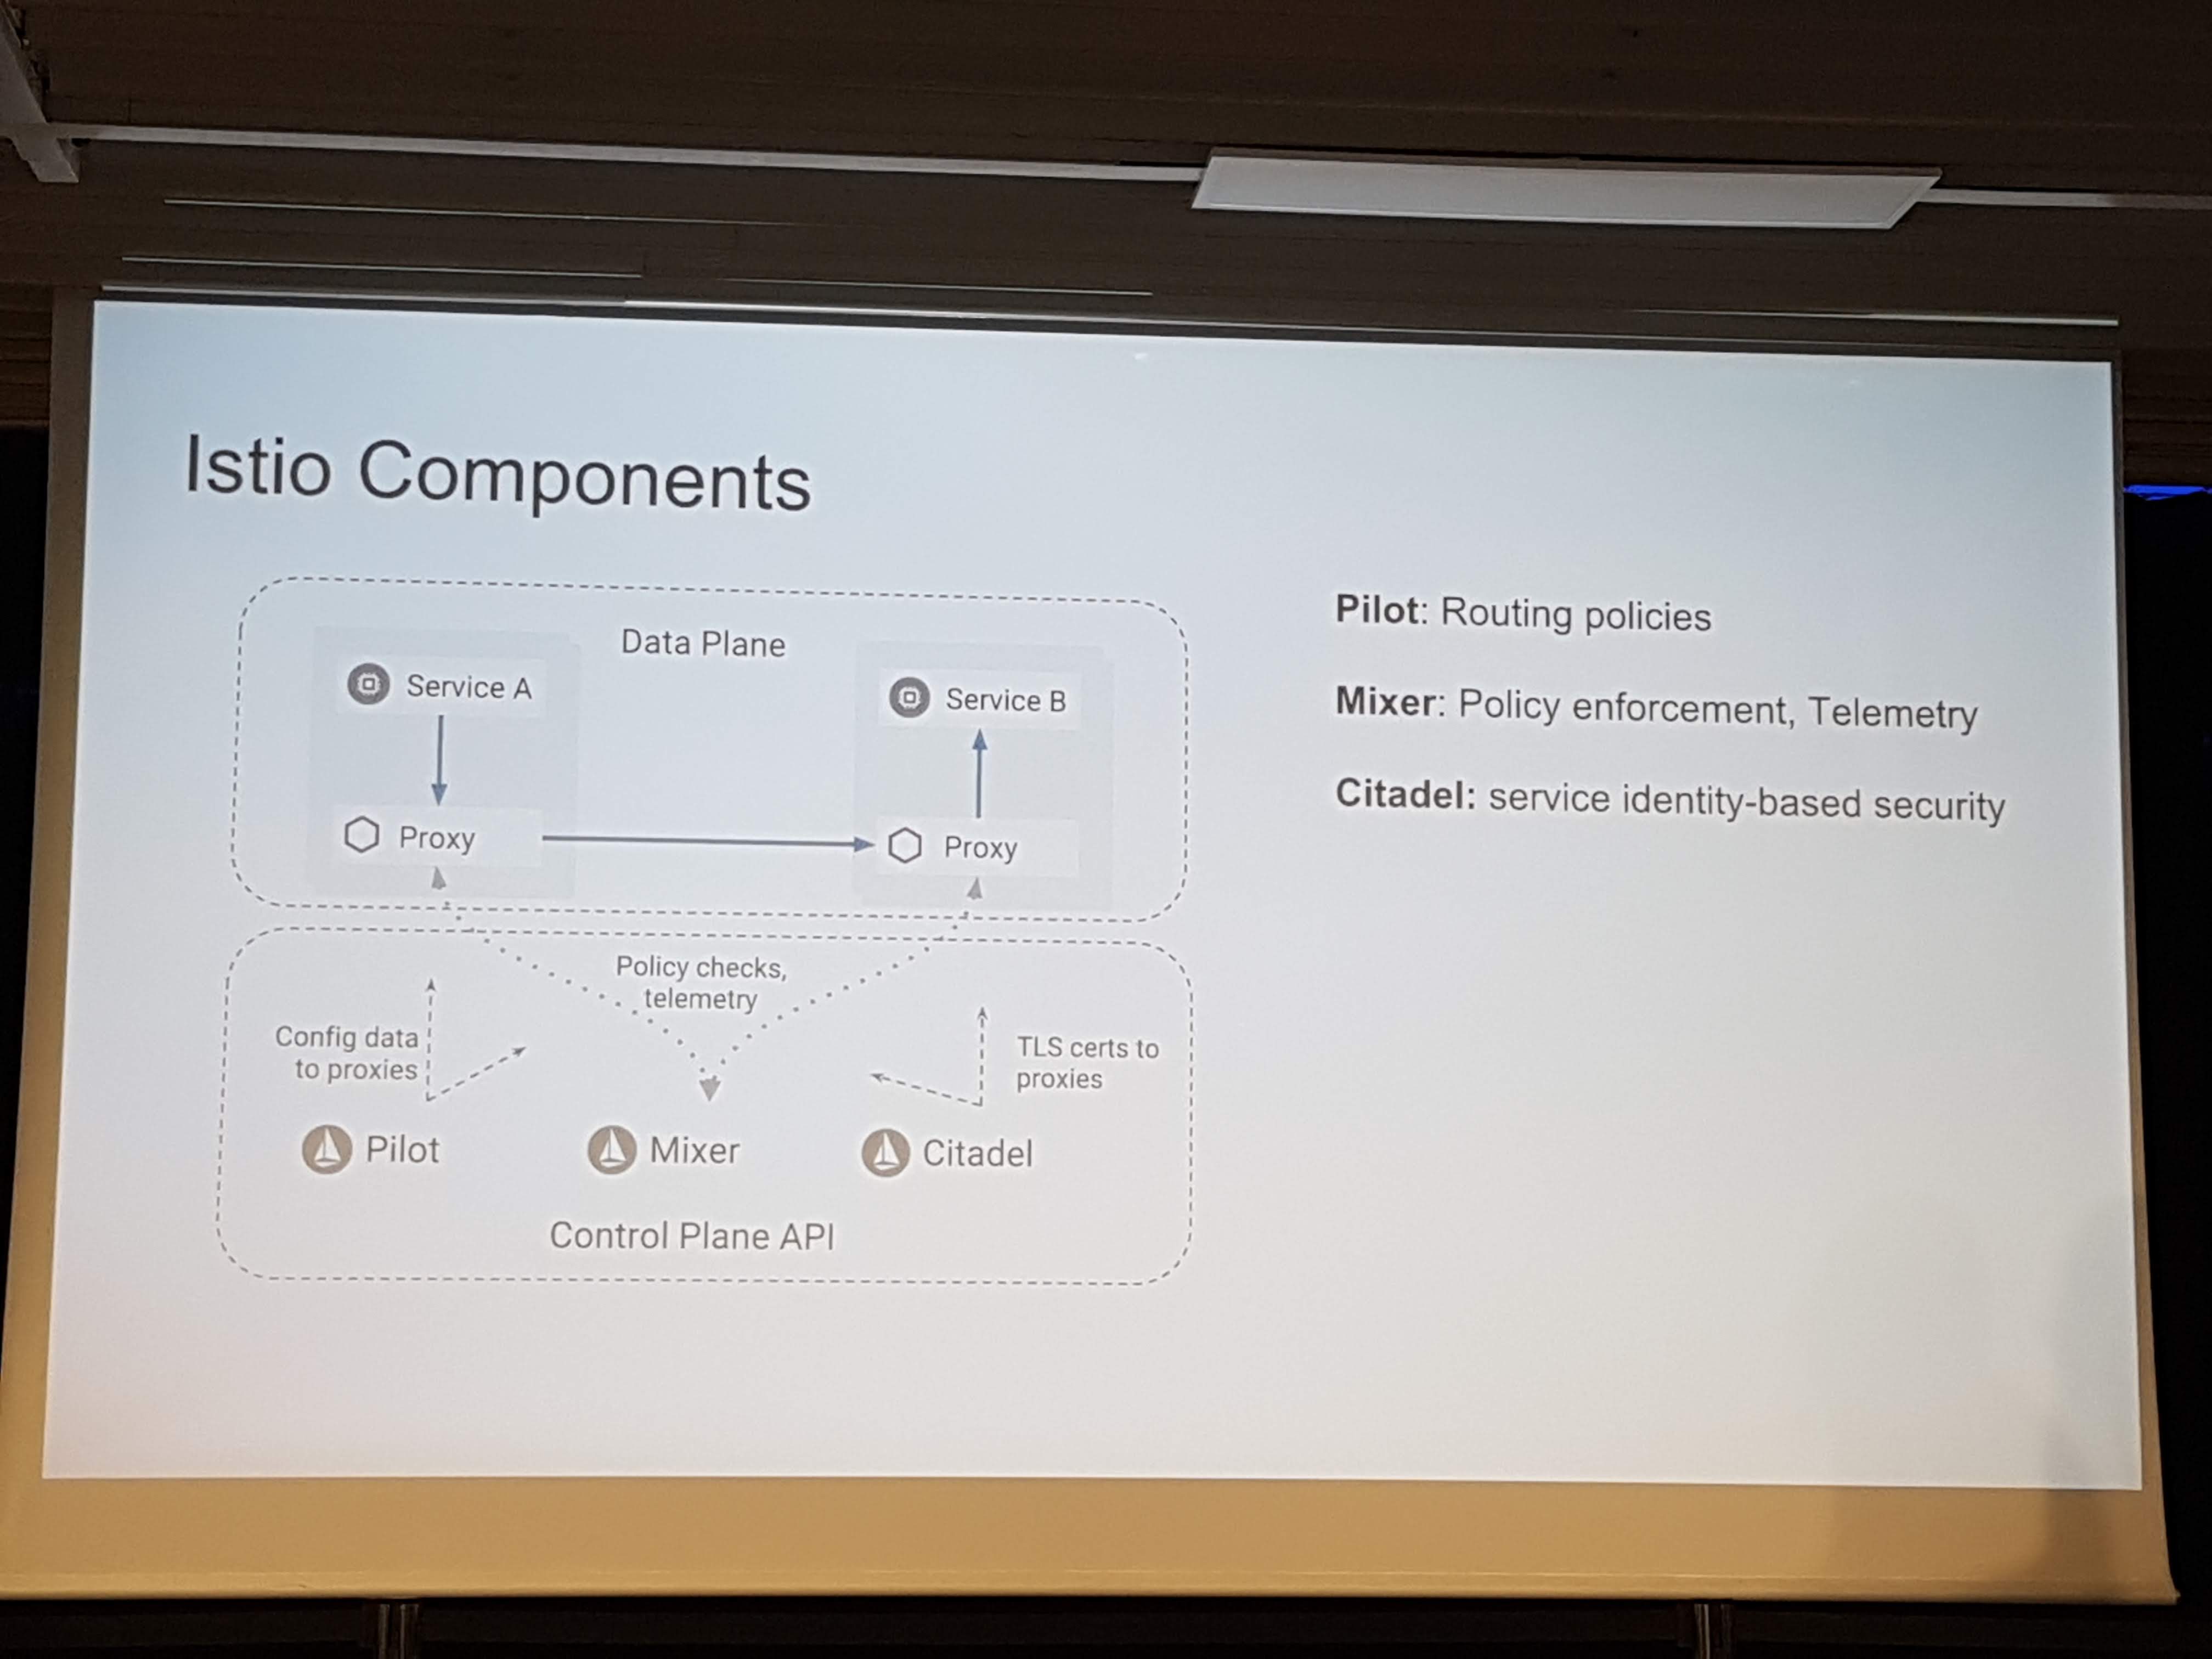 Istio Components
Data Plane
Service A
Service B
Proxy
Proxy
Policy checks,
telemetry
Config data
to proxies
TLS certs to
proxies
Pilot
Mixer
Citadel
Control Plane API
Pilot: Routing policies
Mixer: Policy enforcement, Telemetry
Citadel: service identity-based security